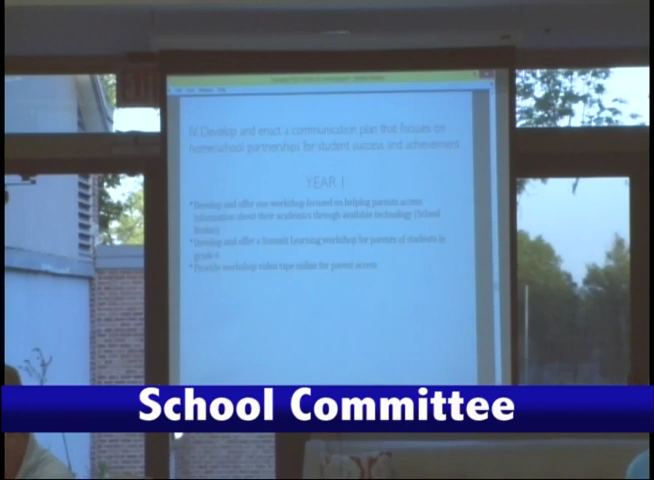 IV. Develop and enact a communication plan that focuses on
home/school partnerships for student success and achievement
YEAR 1
*Develop and offer one workshop focused on helping parents access
information about their academics through available technology (School
*Develop and offer a Summit Learning workshop for parents of students in
grade 6
*Provide workshop video tape online for parent access
School Committee